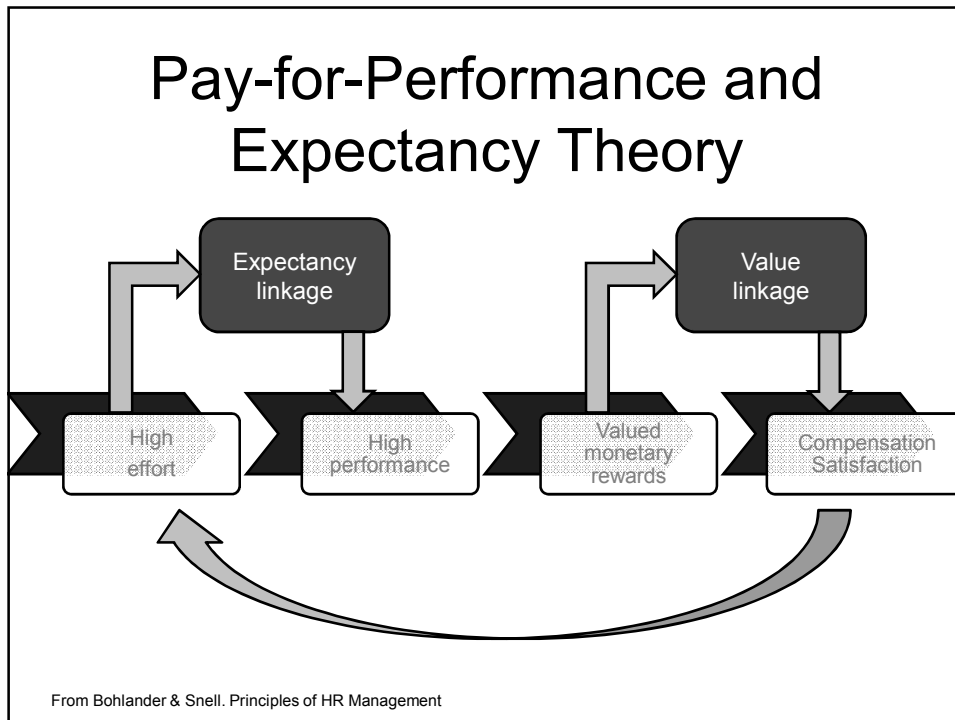 Pay-for-Performance and
Expectancy Theory
Expectancy
linkage
Value
linkage
High
effort
High
performance
Valued
monetary
rewards
Compensation
Satisfaction
From Bohlander & Snell. Principles of HR Management